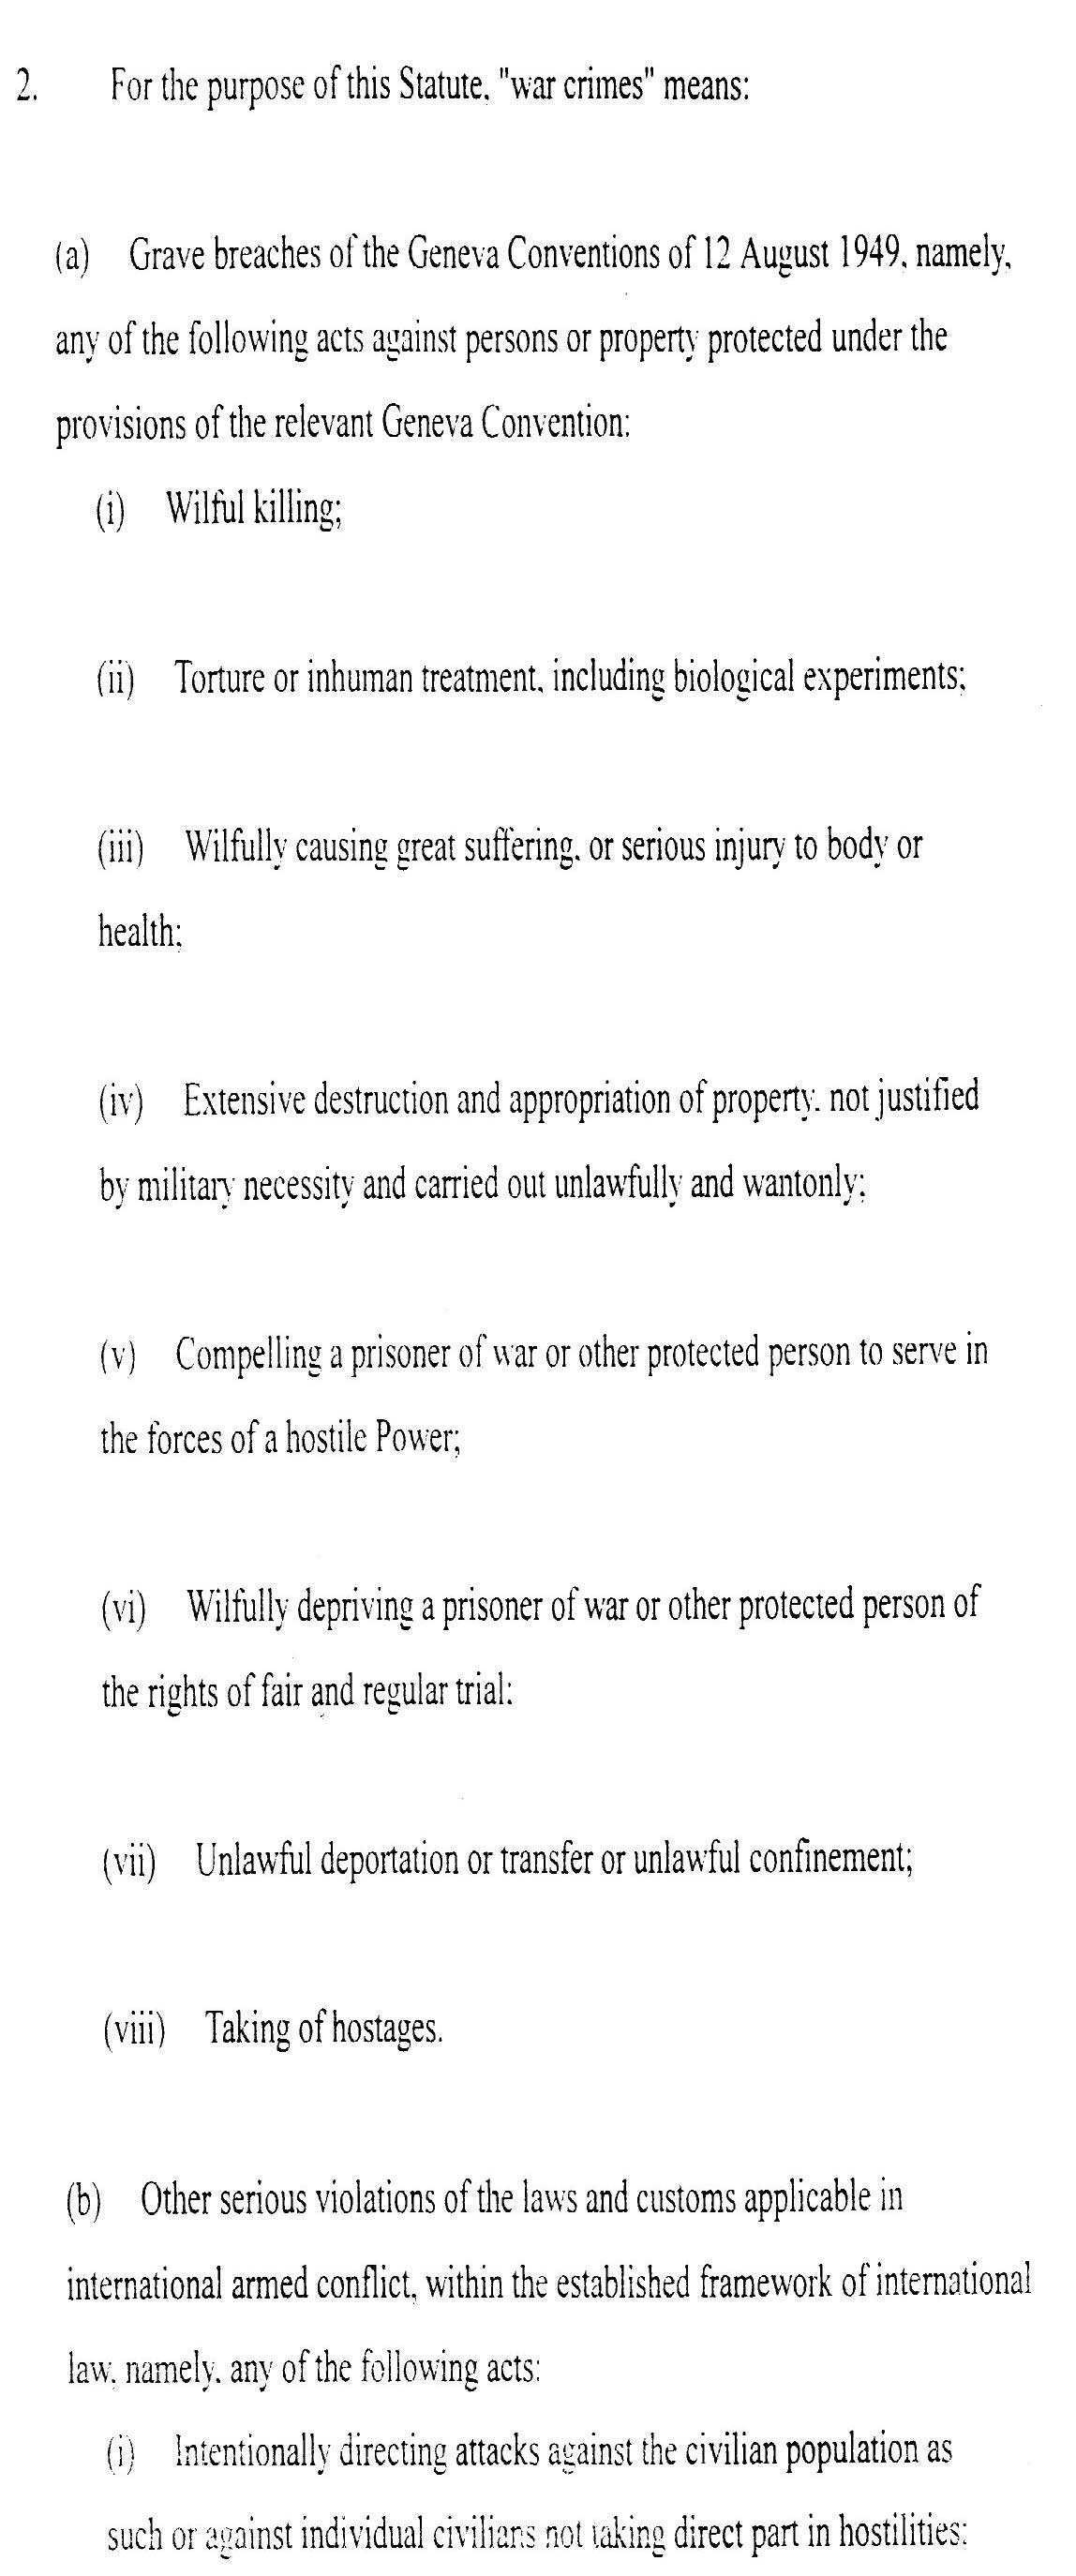 2. For the purpose of this Statute, "war crimes" means:
(a) Grave breaches of the Geneva Conventions of 12 August 1949, namely,
any of the following acts against persons or property protected under the
provisions of the relevant Geneva Convention:
(i) Wilful killing;
(ii) Torture or inhuman treatment, including biological experiments;
(iii) Wilfully causing great suffering, or serious injury to body or
health;
(iv) Extensive destruction and appropriation of property, not justified
by military necessity and carried out unlawfully and wantonly;
(v) Compelling a prisoner of war or other protected person to serve in
the forces of a hostile Power;
(vi) Wilfully depriving a prisoner of war or other protected person of
the rights of fair and regular trial;
(vii) Unlawful deportation or transfer or unlawful confinement;
(viii) Taking of hostages.
(b) Other serious violations of the laws and customs applicable in
international armed conflict, within the established framework of international
law, namely, any of the following acts:
(i) Intentionally directing attacks against the civilian population as
such or against individual civilians not taking direct part in hostilities;